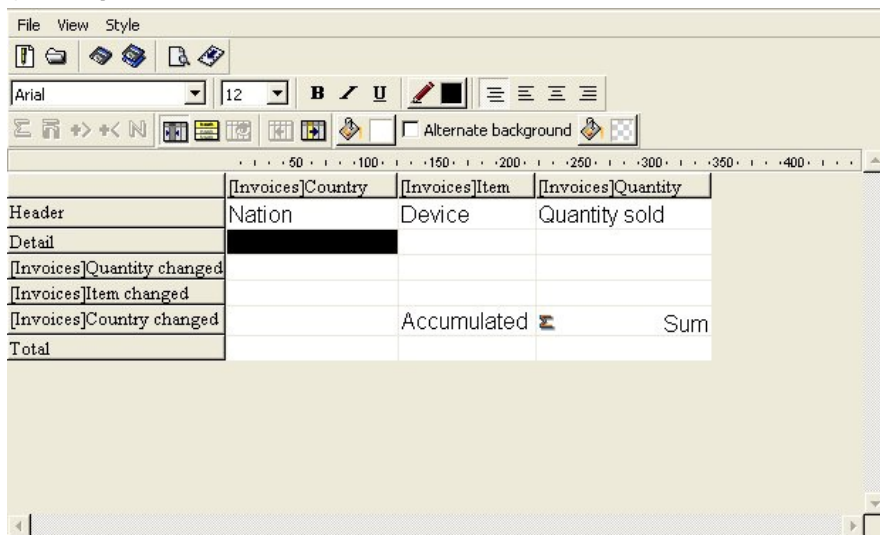 File View Style
Arial 12 B I U
Σ n +> +< N Alternate background
50 100 150 200 250 300 350 400
[Invoices]Country [Invoices]Item [Invoices]Quantity
Header Nation Device Quantity sold
Detail
[Invoices]Quantity changed
[Invoices]Item changed
[Invoices]Country changed Accumulated Σ Sum
Total